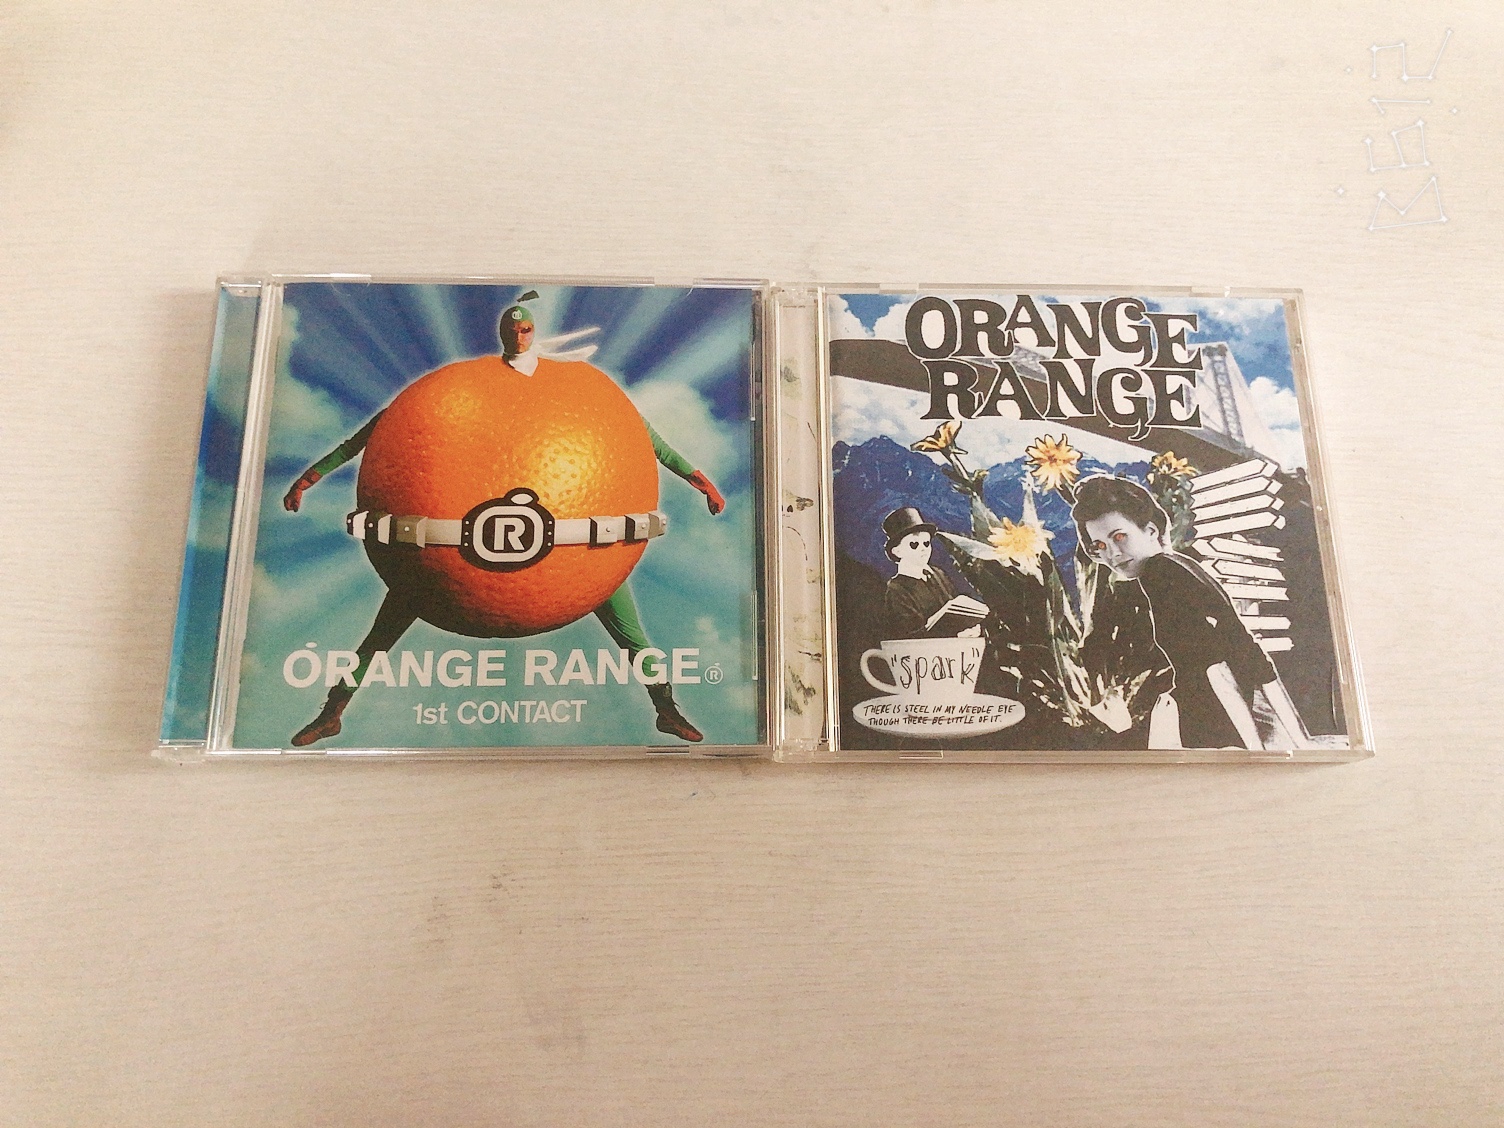 ORANGE RANGE
1st CONTACT
R
ORANGE
RANGE
"spark"
THERE IS STEEL IN MY NEEDLE EYE
THOUGH THERE BE LITTLE OF IT.